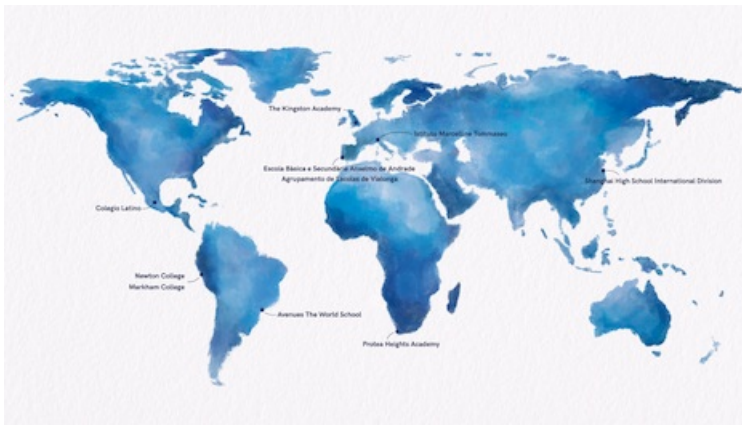 The Kingston Academy
Istituto Marcelline Tommaseo
Escola Básica e Secundária Anselmo de Andrade
Agrupamento de Escolas de Vialonga
Shanghai High School International Division
Colegio Latino
Newton College
Markham College
Avenues The World School
Protea Heights Academy